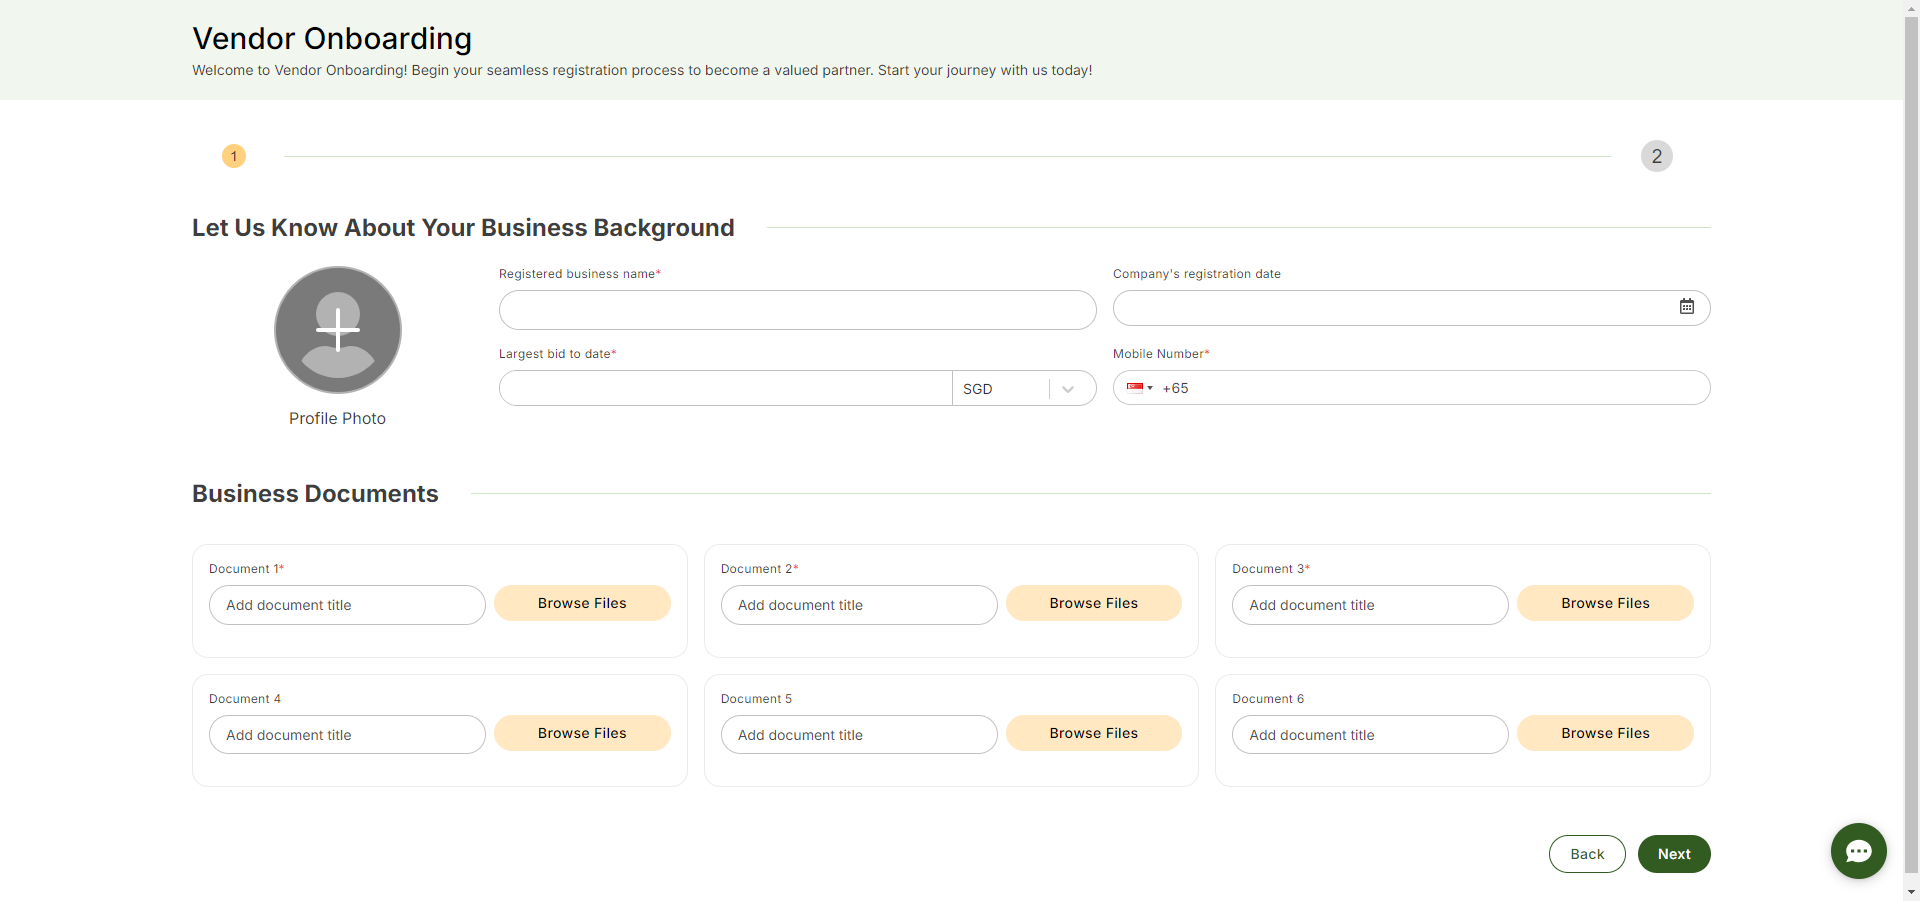 Vendor Onboarding
Welcome to Vendor Onboarding! Begin your seamless registration process to become a valued partner. Start your journey with us today!
1
2
Let Us Know About Your Business Background
Registered business name*
Company's registration date
Largest bid to date*
Mobile Number*
SGD
+65
Profile Photo
Business Documents
Document 1*
Document 2*
Document 3*
Add document title
Browse Files
Add document title
Browse Files
Add document title
Browse Files
Document 4
Document 5
Document 6
Add document title
Browse Files
Add document title
Browse Files
Add document title
Browse Files
Back
Next